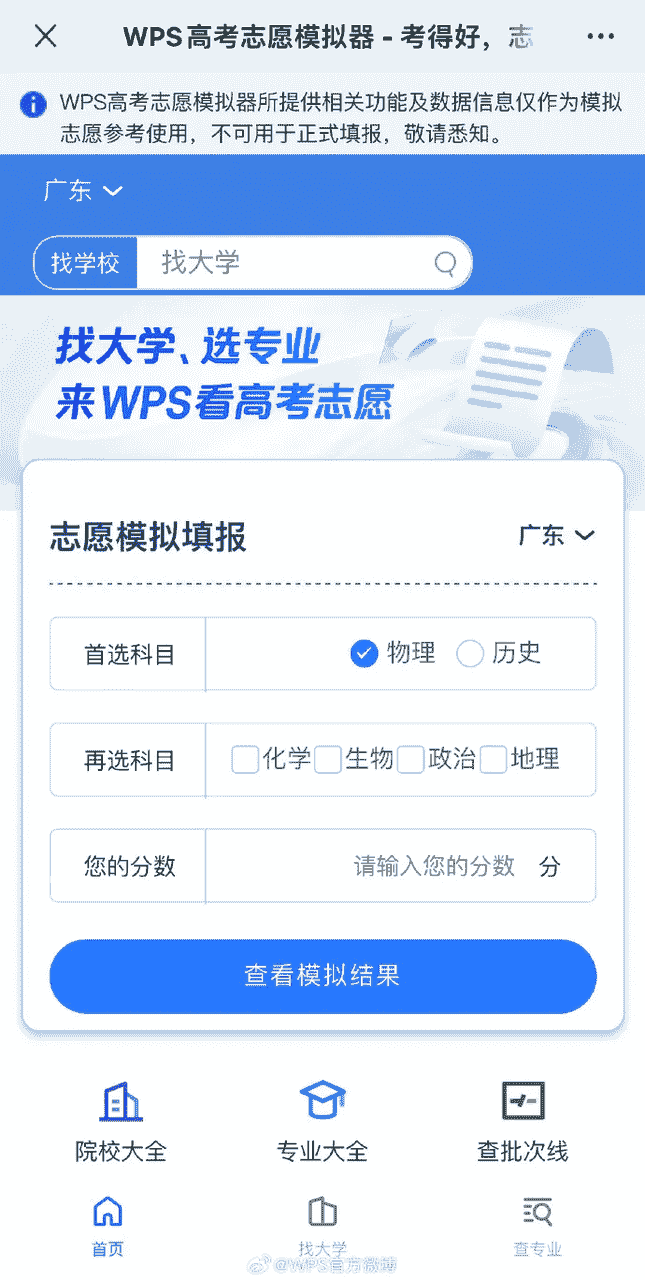 WPS高考志愿模拟器 - 考得好，志
WPS高考志愿模拟器所提供相关功能及数据信息仅作为模拟
志愿参考使用，不可用于正式填报，敬请悉知。
广东
找学校 找大学
找大学、选专业
来WPS看高考志愿
志愿模拟填报 广东
首选科目 物理 历史
再选科目 化学 生物 政治 地理
您的分数 请输入您的分数 分
查看模拟结果
院校大全 专业大全 查批次线
首页 找大学 查专业
@WPS官方微博